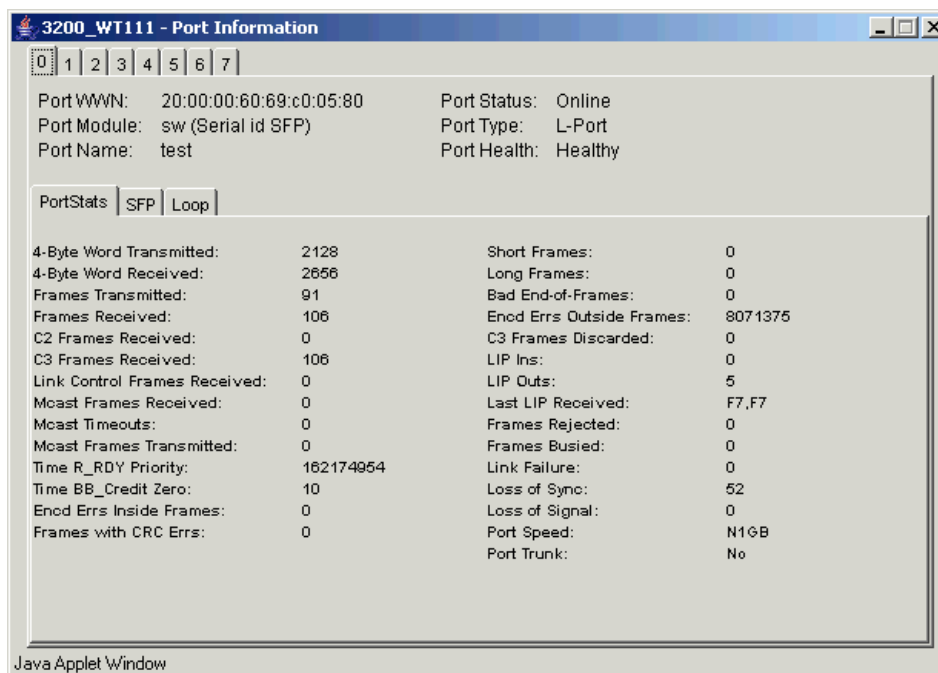 3200_WT111 - Port Information
0 1 2 3 4 5 6 7
Port WWN: 20:00:00:60:69:c0:05:80 Port Status: Online
Port Module: sw (Serial id SFP) Port Type: L-Port
Port Name: test Port Health: Healthy
PortStats SFP Loop
4-Byte Word Transmitted: 2128 Short Frames: 0
4-Byte Word Received: 2656 Long Frames: 0
Frames Transmitted: 91 Bad End-of-Frames: 0
Frames Received: 106 Encd Errs Outside Frames: 8071375
C2 Frames Received: 0 C3 Frames Discarded: 0
C3 Frames Received: 106 LIP Ins: 0
Link Control Frames Received: 0 LIP Outs: 5
Mcast Frames Received: 0 Last LIP Received: F7,F7
Mcast Timeouts: 0 Frames Rejected: 0
Mcast Frames Transmitted: 0 Frames Busied: 0
Time R_RDY Priority: 162174954 Link Failure: 0
Time BB_Credit Zero: 10 Loss of Sync: 52
Encd Errs Inside Frames: 0 Loss of Signal: 0
Frames with CRC Errs: 0 Port Speed: N1GB
Port Trunk: No
Java Applet Window